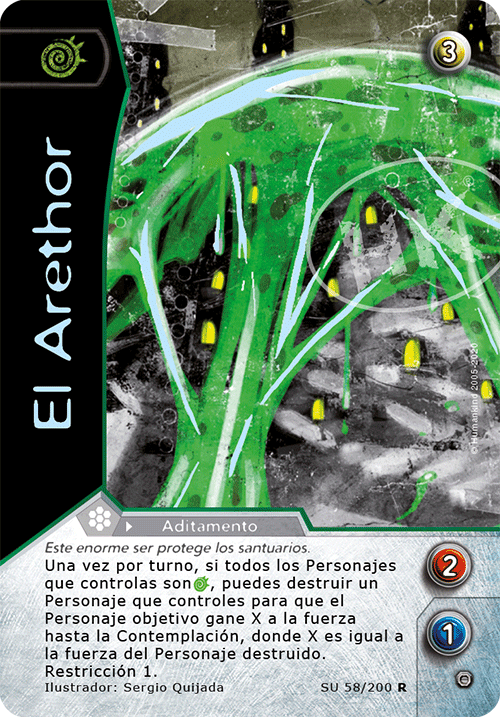 3
El Arethor
HK
© Humankind 2005-2010
Aditamento
Este enorme ser protege los santuarios.
Una vez por turno, si todos los Personajes
que controlas son , puedes destruir un
Personaje que controles para que el
Personaje objetivo gane X a la fuerza
hasta la Contemplación, donde X es igual a
la fuerza del Personaje destruido.
Restricción 1.
Ilustrador: Sergio Quijada
SU 58/200 R
2
1